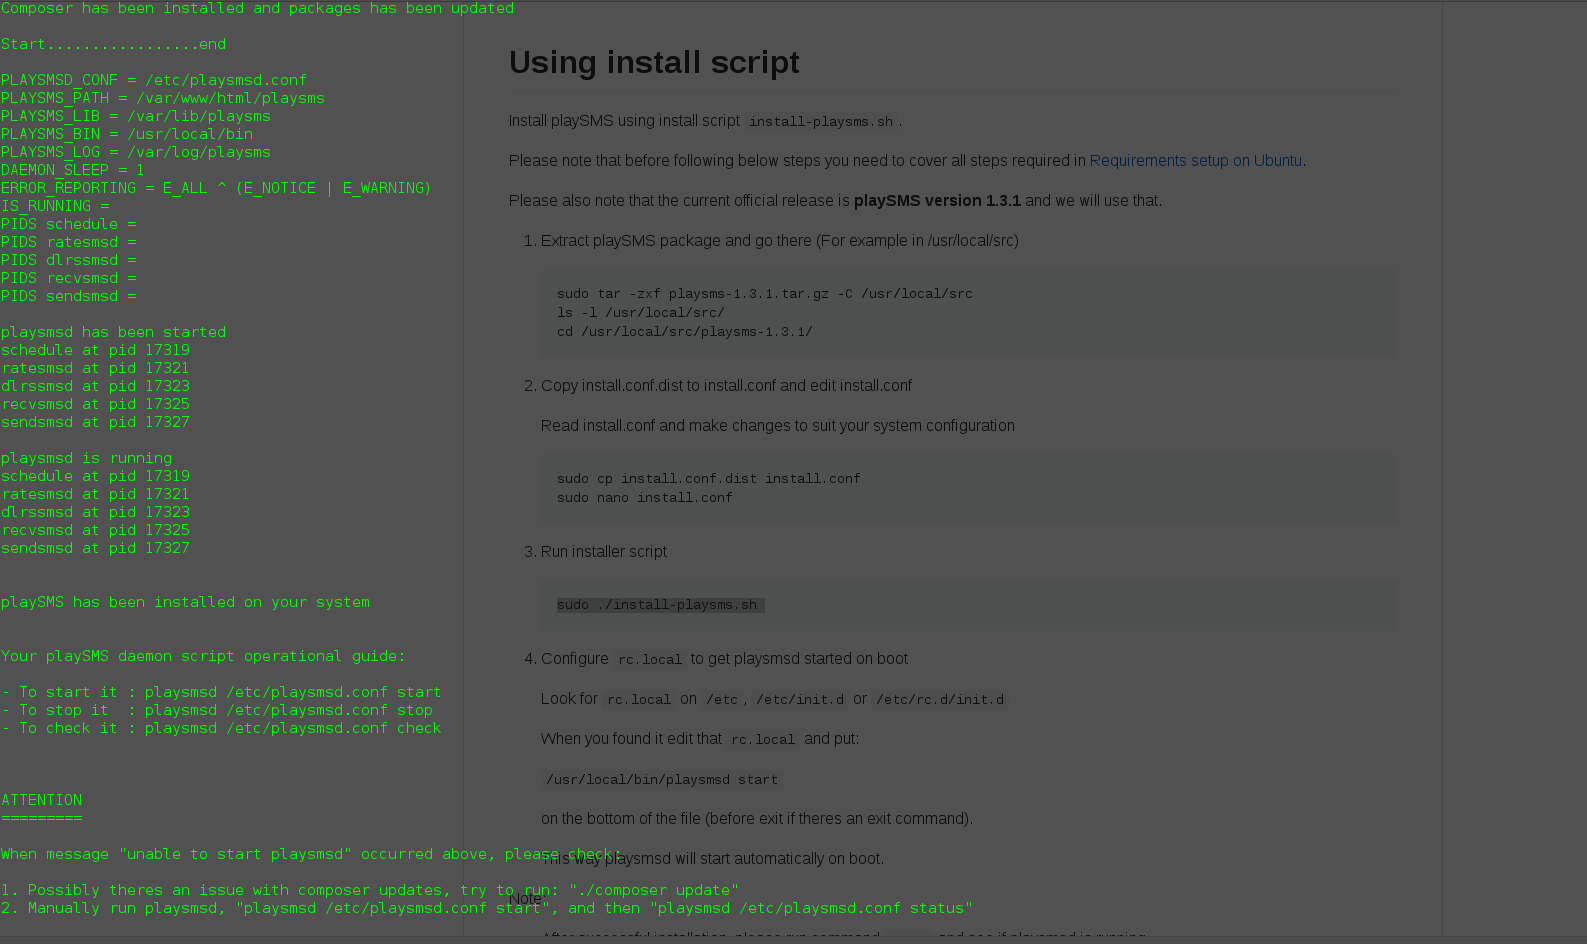 Composer has been installed and packages has been updated
Start.................end
PLAYSMSD_CONF = /etc/playsmsd.conf
PLAYSMS_PATH = /var/www/html/playsms
PLAYSMS_LIB = /var/lib/playsms
PLAYSMS_BIN = /usr/local/bin
PLAYSMS_LOG = /var/log/playsms
DAEMON_SLEEP = 1
ERROR_REPORTING = E_ALL ^ (E_NOTICE | E_WARNING)
IS_RUNNING =
PIDS schedule =
PIDS ratesmsd =
PIDS dlrssmsd =
PIDS recvsmsd =
PIDS sendsmsd =
playsmsd has been started
schedule at pid 17319
ratesmsd at pid 17321
dlrssmsd at pid 17323
recvsmsd at pid 17325
sendsmsd at pid 17327
playsmsd is running
schedule at pid 17319
ratesmsd at pid 17321
dlrssmsd at pid 17323
recvsmsd at pid 17325
sendsmsd at pid 17327
playSMS has been installed on your system
Your playSMS daemon script operational guide:
- To start it : playsmsd /etc/playsmsd.conf start
- To stop it  : playsmsd /etc/playsmsd.conf stop
- To check it : playsmsd /etc/playsmsd.conf check
ATTENTION
=========
When message "unable to start playsmsd" occurred above, please check:
1. Possibly theres an issue with composer updates, try to run: "./composer update"
2. Manually run playsmsd, "playsmsd /etc/playsmsd.conf start", and then "playsmsd /etc/playsmsd.conf status"
Using install script
Install playSMS using install script install-playsms.sh.
Please note that before following below steps you need to cover all steps required in Requirements setup on Ubuntu.
Please also note that the current official release is playSMS version 1.3.1 and we will use that.
1. Extract playSMS package and go there (For example in /usr/local/src)
sudo tar -zxf playsms-1.3.1.tar.gz -C /usr/local/src
ls -l /usr/local/src/
cd /usr/local/src/playsms-1.3.1/
2. Copy install.conf.dist to install.conf and edit install.conf
Read install.conf and make changes to suit your system configuration
sudo cp install.conf.dist install.conf
sudo nano install.conf
3. Run installer script
sudo ./install-playsms.sh
4. Configure rc.local to get playsmsd started on boot
Look for rc.local on /etc, /etc/init.d or /etc/rc.d/init.d
When you found it edit that rc.local and put:
/usr/local/bin/playsmsd start
on the bottom of the file (before exit if theres an exit command).
This way playsmsd will start automatically on boot.
Note:
After successful installation, please run command and see if playsmsd is running